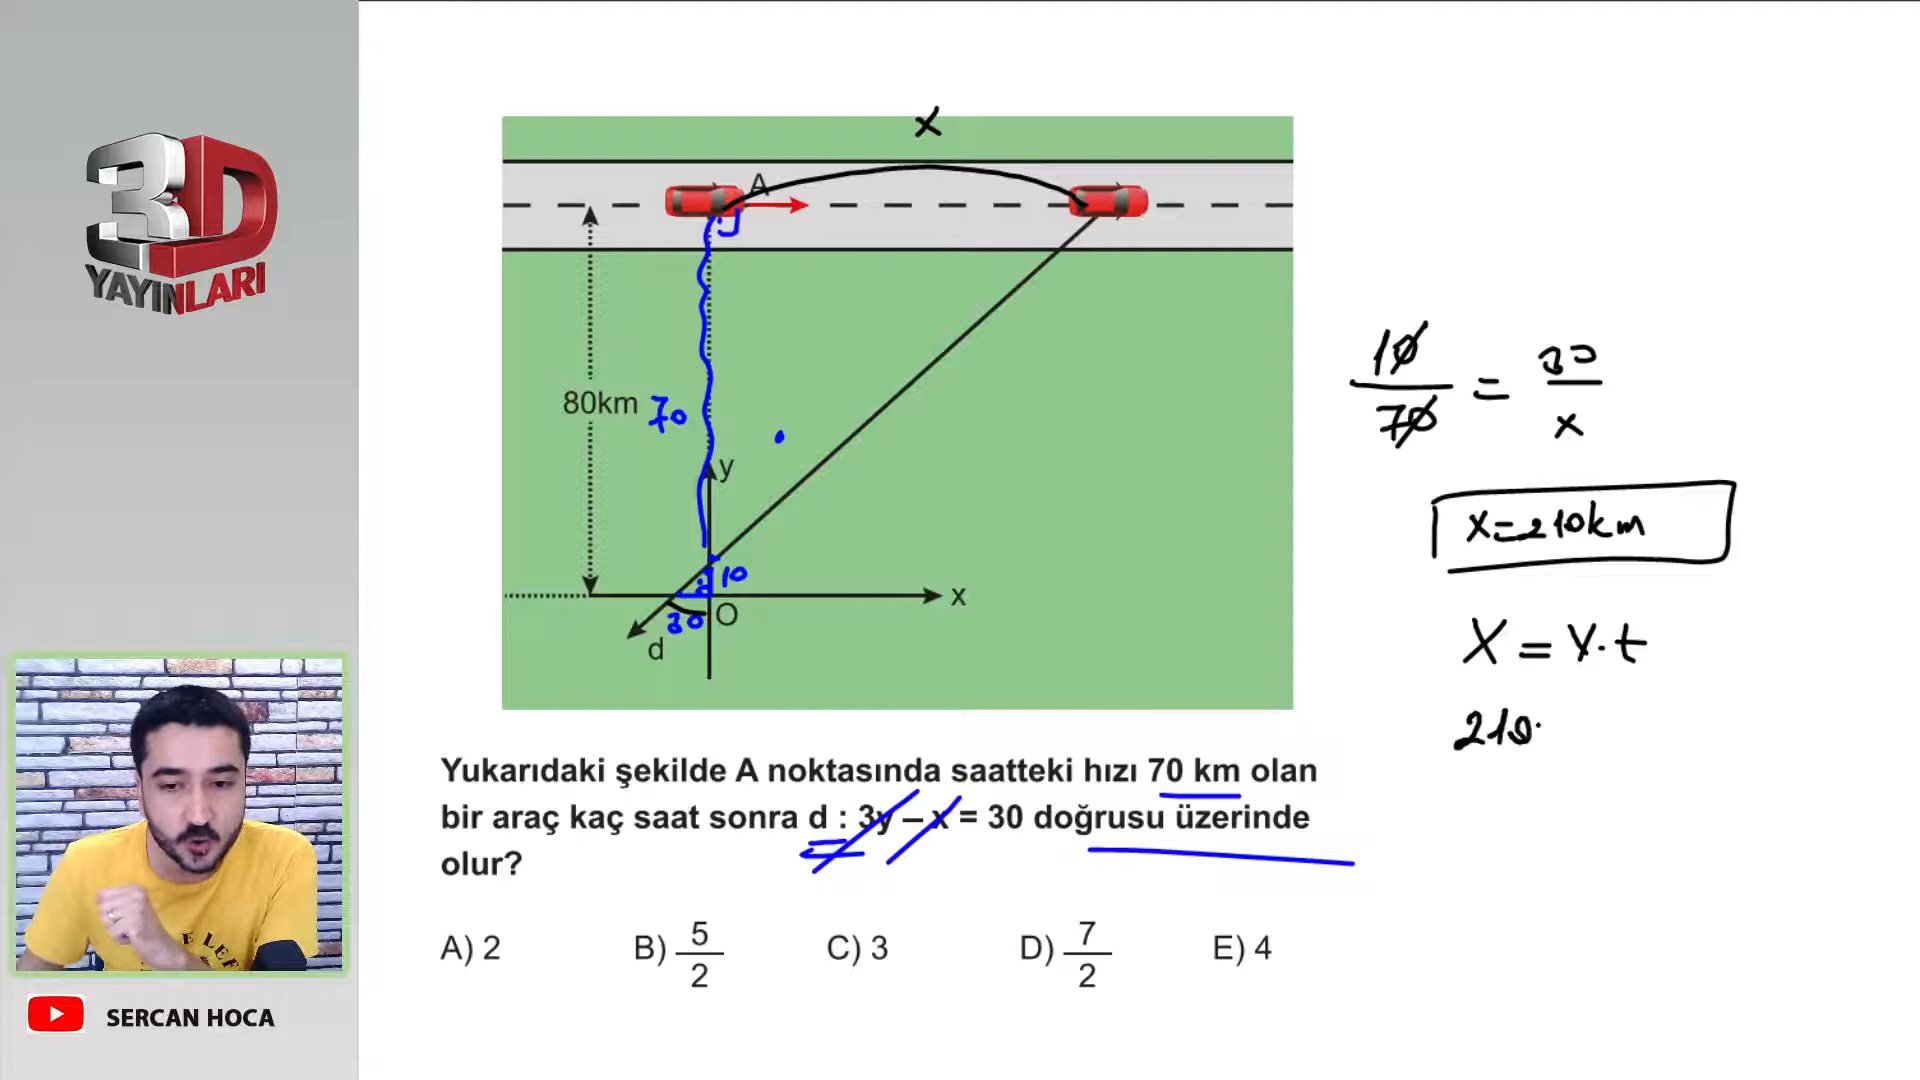 3D
YAYINLARI
x
A
80km
70
y
10
x
O
30
d
10/70 = 30/x
x=210km
X = V.t
210
Yukarıdaki şekilde A noktasında saatteki hızı 70 km olan
bir araç kaç saat sonra d : 3y – x = 30 doğrusu üzerinde
olur?
A) 2 B) 5/2 C) 3 D) 7/2 E) 4
SERCAN HOCA